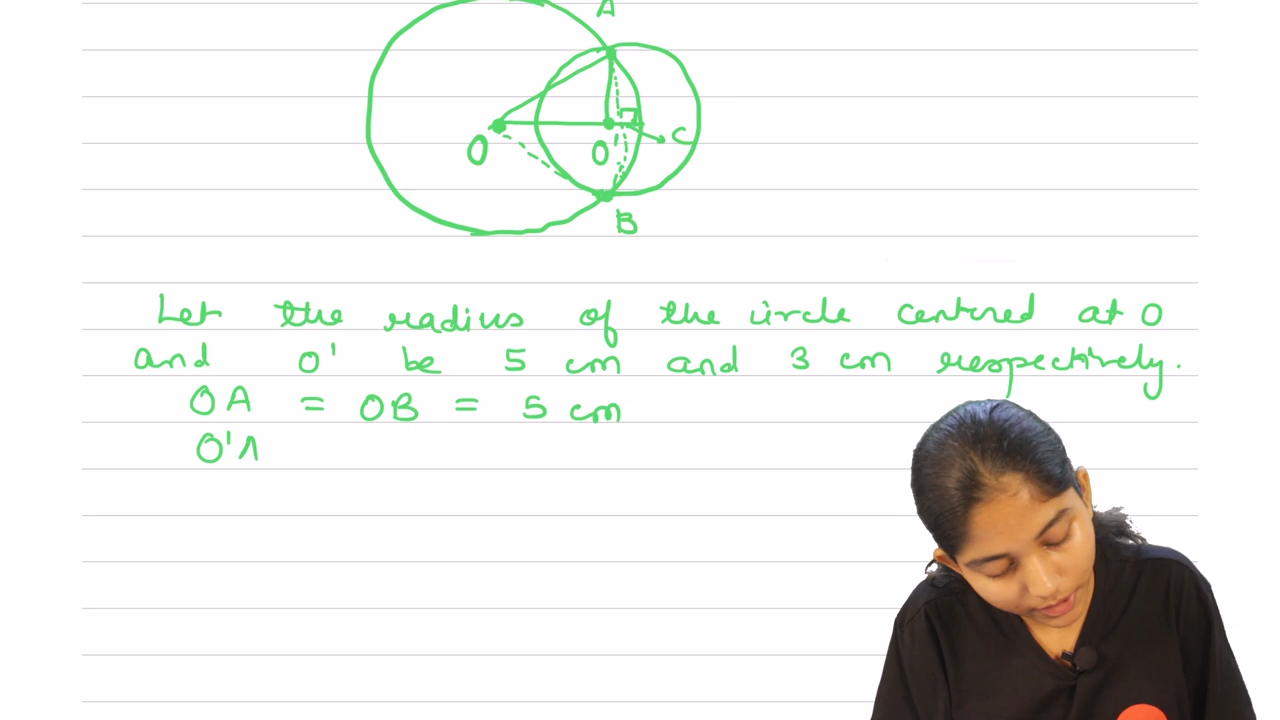 A
O
O'
C
B
Let the radius of the circle centered at O
and O' be 5 cm and 3 cm respectively.
OA = OB = 5 cm
O'A